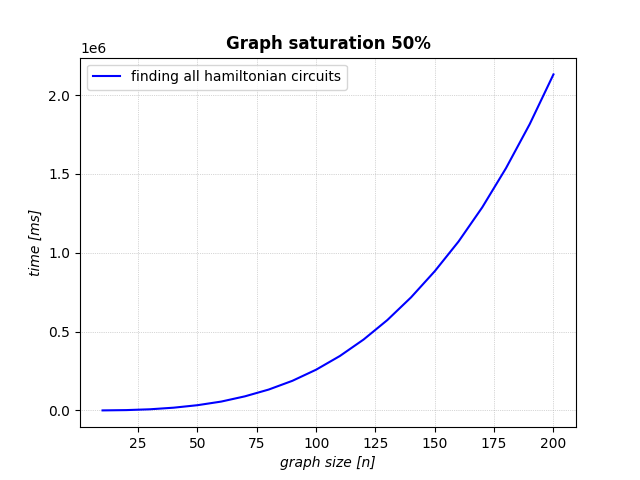 Graph saturation 50%
1e6
finding all hamiltonian circuits
2.0
1.5
1.0
0.5
0.0
time [ms]
25 50 75 100 125 150 175 200
graph size [n]